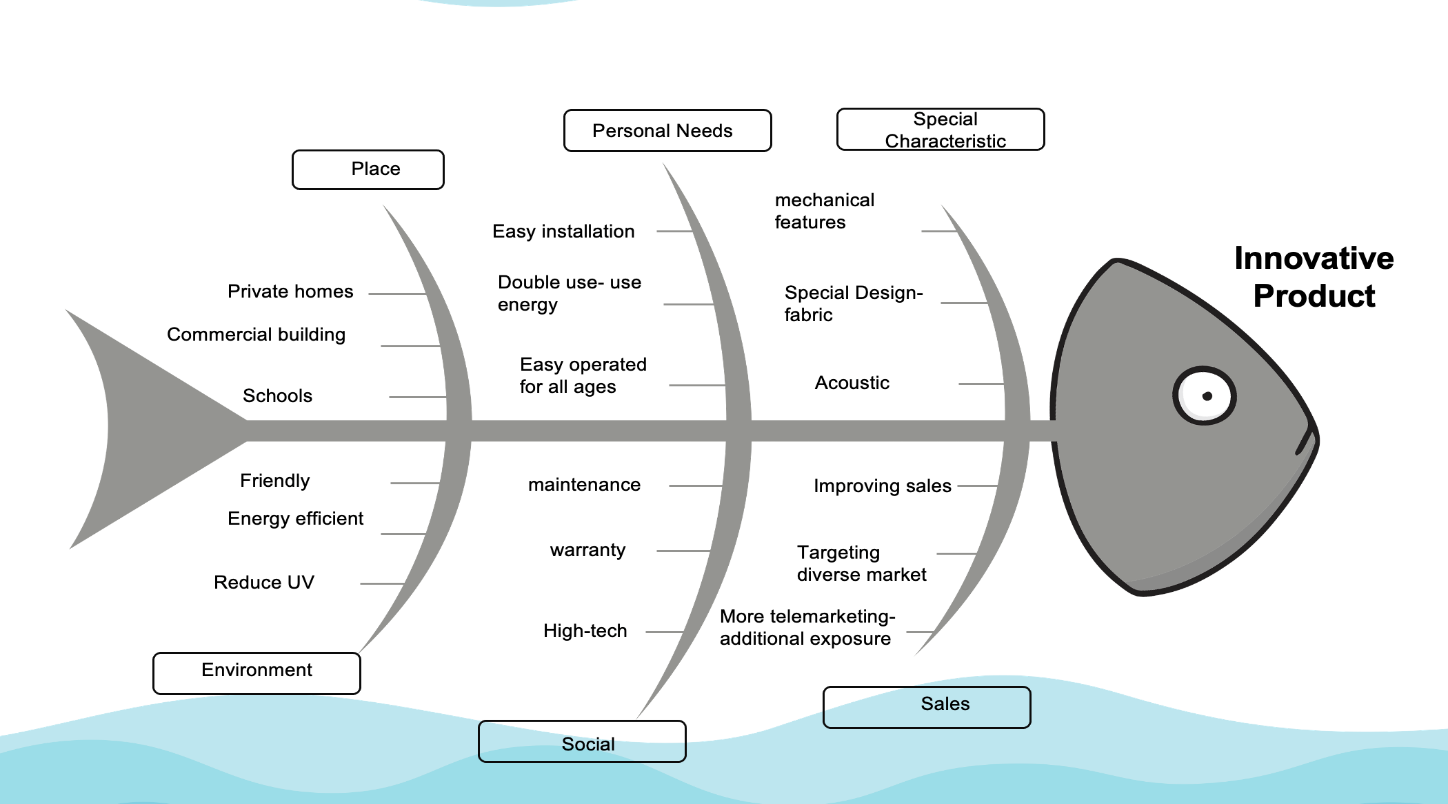 Innovative
Product
Place
Private homes
Commercial building
Schools
Personal Needs
Easy installation
Double use- use
energy
Easy operated
for all ages
Special
Characteristic
mechanical
features
Special Design-
fabric
Acoustic
Friendly
Energy efficient
Reduce UV
Environment
maintenance
warranty
High-tech
Social
Improving sales
Targeting
diverse market
More telemarketing-
additional exposure
Sales